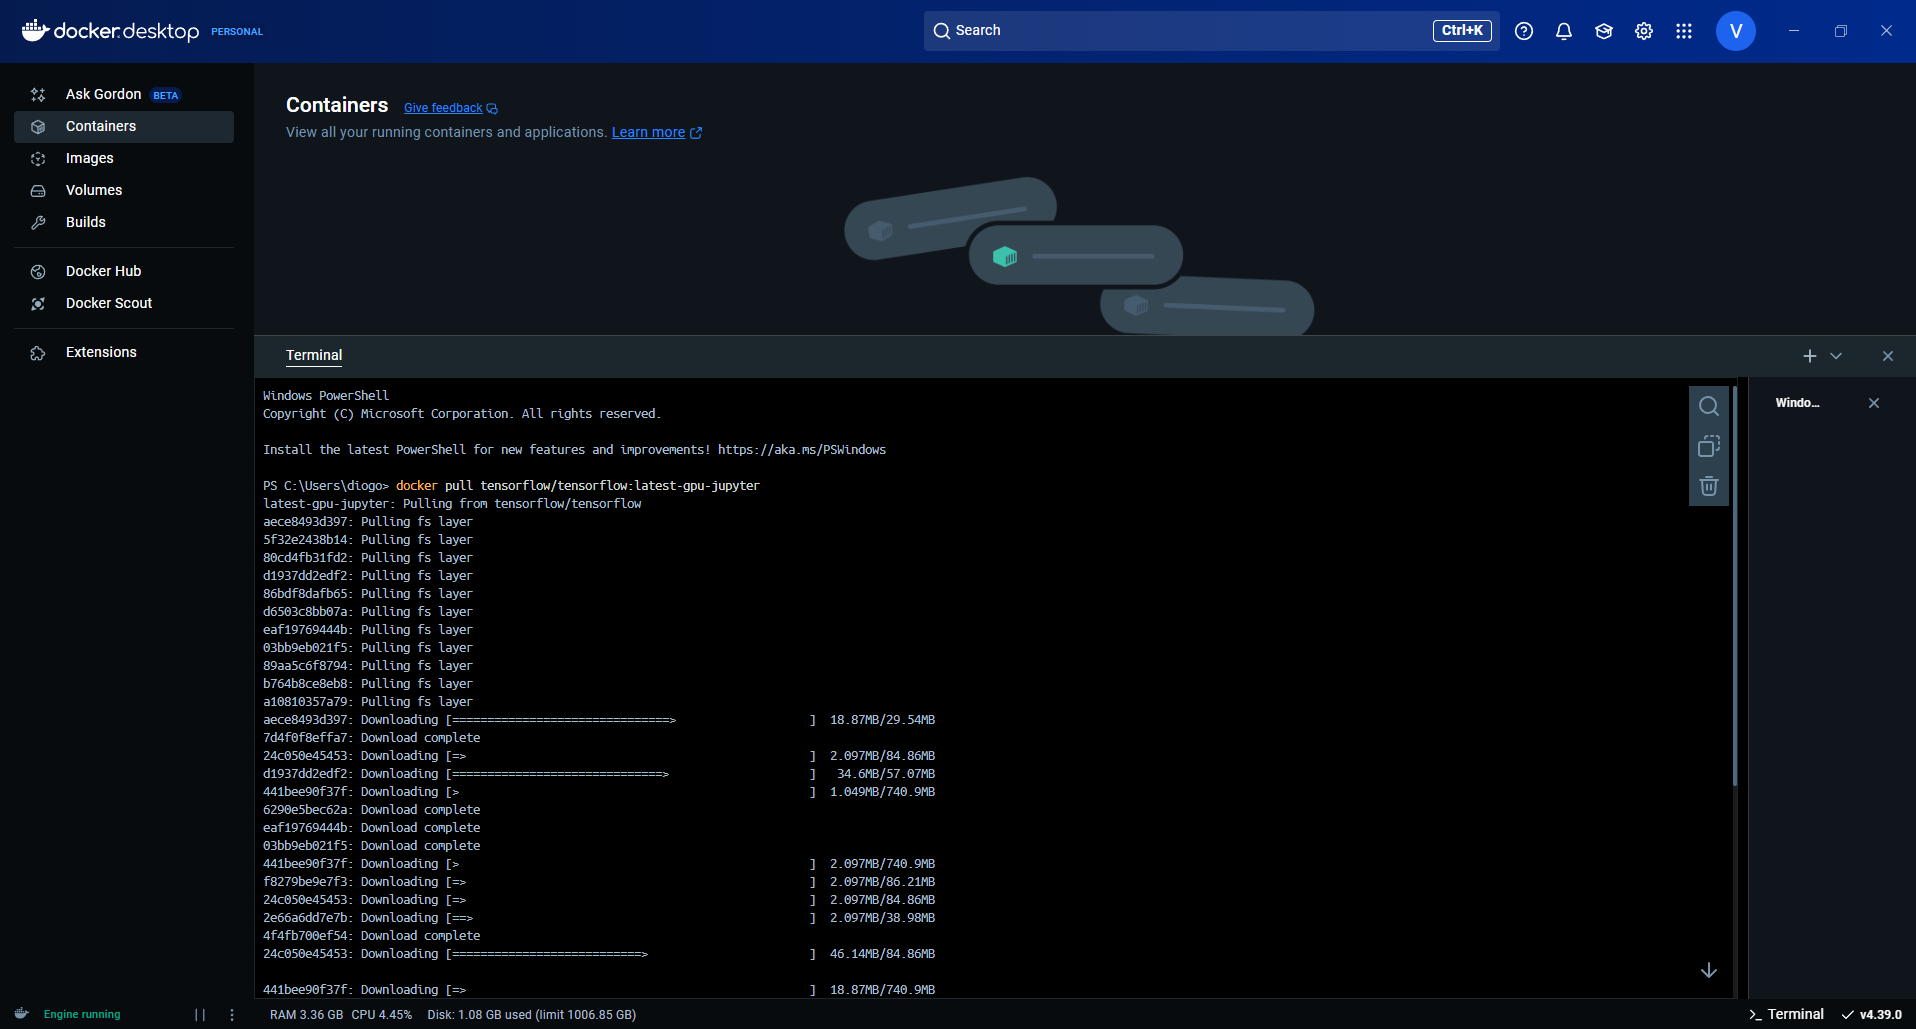 docker.desktop PERSONAL
Search
Ctrl+K
V
Ask Gordon BETA
Containers
Images
Volumes
Builds
Docker Hub
Docker Scout
Extensions
Containers Give feedback
View all your running containers and applications. Learn more
Terminal
Windows PowerShell
Copyright (C) Microsoft Corporation. All rights reserved.
Install the latest PowerShell for new features and improvements! https://aka.ms/PSWindows
PS C:\Users\diogo> docker pull tensorflow/tensorflow:latest-gpu-jupyter
latest-gpu-jupyter: Pulling from tensorflow/tensorflow
aece8493d397: Pulling fs layer
5f32e2438b14: Pulling fs layer
80cd4fb31fd2: Pulling fs layer
d1937dd2edf2: Pulling fs layer
86bdf8dafb65: Pulling fs layer
d6503c8bb07a: Pulling fs layer
eaf19769444b: Pulling fs layer
03bb9eb021f5: Pulling fs layer
89aa5c6f8794: Pulling fs layer
b764b8ce8eb8: Pulling fs layer
a10810357a79: Pulling fs layer
aece8493d397: Downloading [===============================>                   ]  18.87MB/29.54MB
7d4f0f8effa7: Download complete
24c050e45453: Downloading [=>                                                 ]  2.097MB/84.86MB
d1937dd2edf2: Downloading [==============================>                    ]   34.6MB/57.07MB
441bee90f37f: Downloading [>                                                  ]  1.049MB/740.9MB
6290e5bec62a: Download complete
eaf19769444b: Download complete
03bb9eb021f5: Download complete
441bee90f37f: Downloading [>                                                  ]  2.097MB/740.9MB
f8279be9e7f3: Downloading [=>                                                 ]  2.097MB/86.21MB
24c050e45453: Downloading [=>                                                 ]  2.097MB/84.86MB
2e66a6dd7e7b: Downloading [==>                                                ]  2.097MB/38.98MB
4f4fb700ef54: Download complete
24c050e45453: Downloading [===========================>                       ]  46.14MB/84.86MB
441bee90f37f: Downloading [=>                                                 ]  18.87MB/740.9MB
Windo...
Engine running
RAM 3.36 GB CPU 4.45% Disk: 1.08 GB used (limit 1006.85 GB)
>_ Terminal
v4.39.0